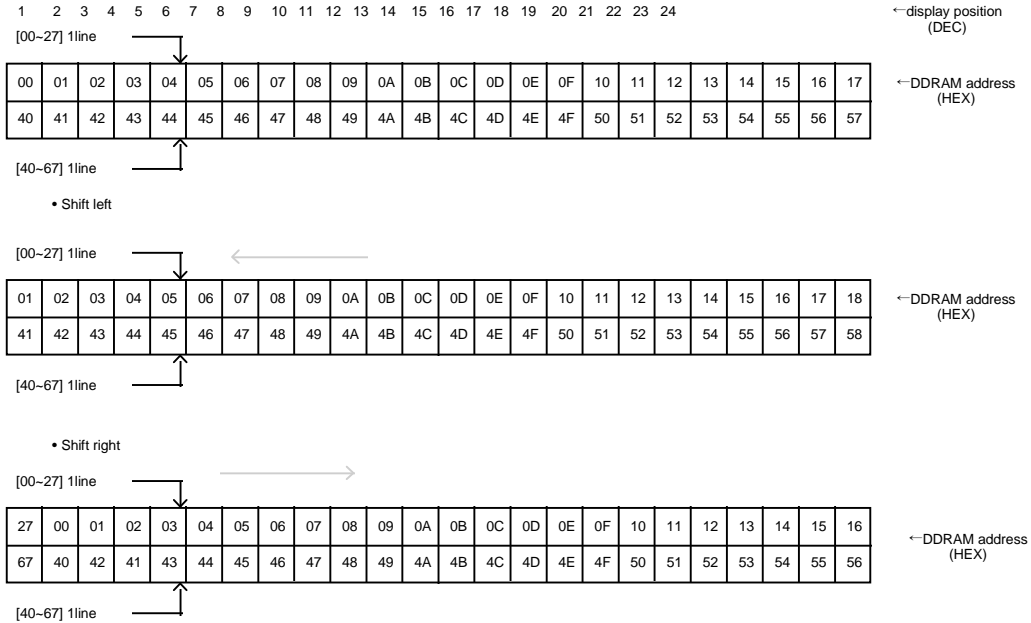 1 2 3 4 5 6 7 8 9 10 11 12 13 14 15 16 17 18 19 20 21 22 23 24
←display position
(DEC)
[00~27] 1line
00 01 02 03 04 05 06 07 08 09 0A 0B 0C 0D 0E 0F 10 11 12 13 14 15 16 17
←DDRAM address
(HEX)
40 41 42 43 44 45 46 47 48 49 4A 4B 4C 4D 4E 4F 50 51 52 53 54 55 56 57
[40~67] 1line
• Shift left
[00~27] 1line
01 02 03 04 05 06 07 08 09 0A 0B 0C 0D 0E 0F 10 11 12 13 14 15 16 17 18
←DDRAM address
(HEX)
41 42 43 44 45 46 47 48 49 4A 4B 4C 4D 4E 4F 50 51 52 53 54 55 56 57 58
[40~67] 1line
• Shift right
[00~27] 1line
27 00 01 02 03 04 05 06 07 08 09 0A 0B 0C 0D 0E 0F 10 11 12 13 14 15 16
←DDRAM address
(HEX)
67 40 42 41 43 44 45 46 47 48 49 4A 4B 4C 4D 4E 4F 50 51 52 53 54 55 56
[40~67] 1line